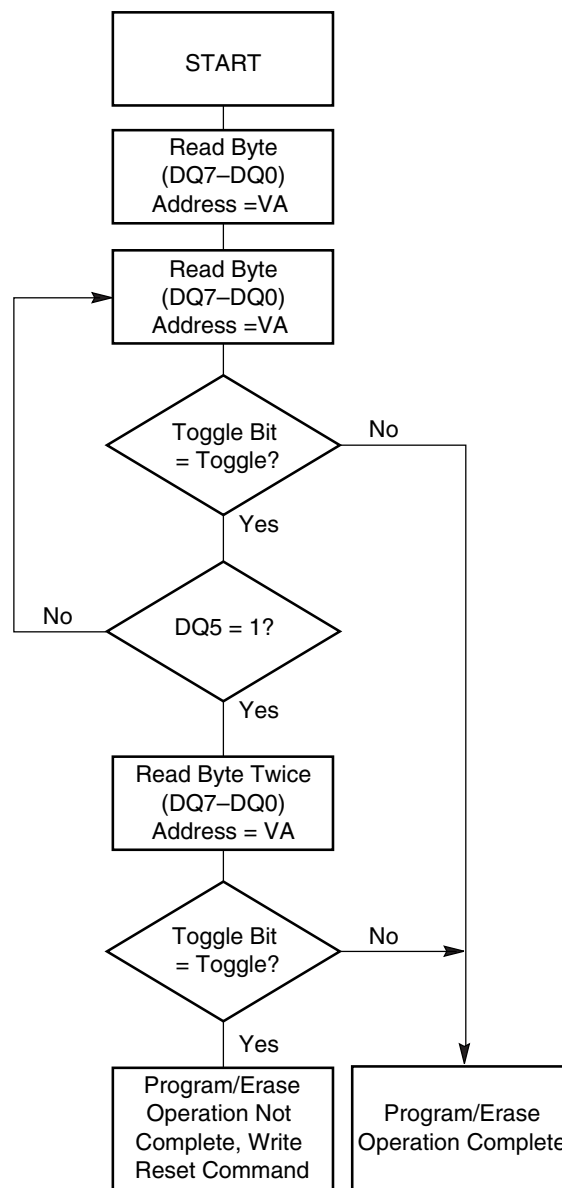 START
Read Byte
(DQ7–DQ0)
Address =VA
Read Byte
(DQ7–DQ0)
Address =VA
Toggle Bit
= Toggle?
No
Yes
No
DQ5 = 1?
Yes
Read Byte Twice
(DQ7–DQ0)
Address = VA
Toggle Bit
= Toggle?
No
Yes
Program/Erase
Operation Not
Complete, Write
Reset Command
Program/Erase
Operation Complete